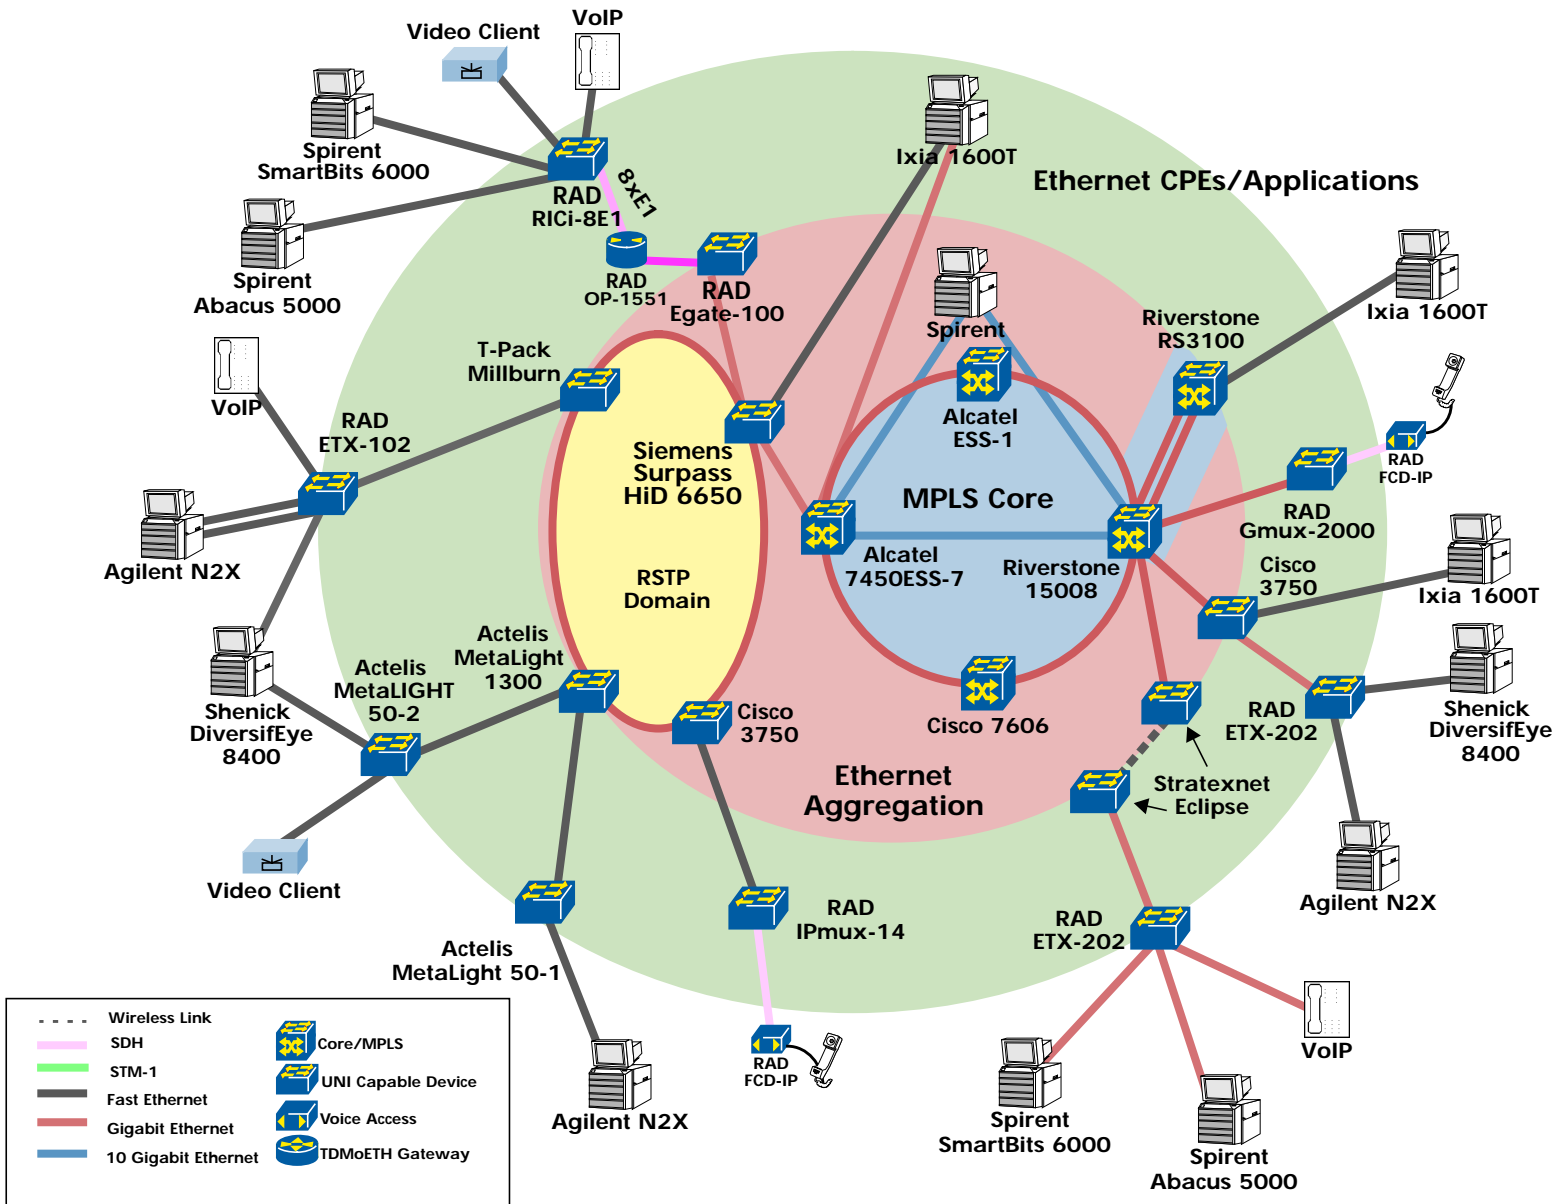 VoIP
Video Client
Spirent
SmartBits 6000
RAD
RICi-8E1
8xE1
Spirent
Abacus 5000
RAD
OP-1551
RAD
Egate-100
Ixia 1600T
Ethernet CPEs/Applications
Spirent
Riverstone
RS3100
Ixia 1600T
T-Pack
Millburn
VoIP
RAD
ETX-102
Siemens
Surpass
HiD 6650
Alcatel
ESS-1
MPLS Core
RAD
FCD-IP
RAD
Gmux-2000
Agilent N2X
Alcatel
7450ESS-7
Riverstone
15008
Cisco
3750
Ixia 1600T
RSTP
Domain
Actelis
MetaLight
1300
Actelis
MetaLIGHT
50-2
Shenick
DiversifEye
8400
Cisco
3750
Cisco 7606
RAD
ETX-202
Shenick
DiversifEye
8400
Ethernet
Aggregation
Stratexnet
Eclipse
Video Client
Agilent N2X
Actelis
MetaLight 50-1
RAD
IPmux-14
RAD
ETX-202
VoIP
RAD
FCD-IP
Agilent N2X
Spirent
SmartBits 6000
Spirent
Abacus 5000
Wireless Link
SDH
STM-1
Fast Ethernet
Gigabit Ethernet
10 Gigabit Ethernet
Core/MPLS
UNI Capable Device
Voice Access
TDMoETH Gateway